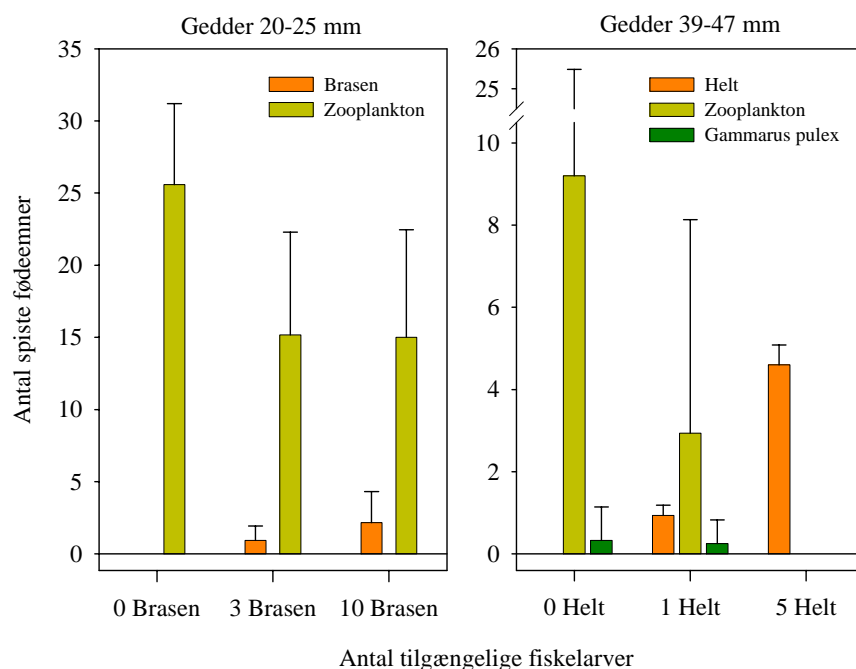 Gedder 20-25 mm
Gedder 39-47 mm
Antal spiste fødeemner
35
30
25
20
15
10
5
0
Brasen
Zooplankton
0 Brasen
3 Brasen
10 Brasen
26
25
10
8
6
4
2
0
Helt
Zooplankton
Gammarus pulex
0 Helt
1 Helt
5 Helt
Antal tilgængelige fiskelarver